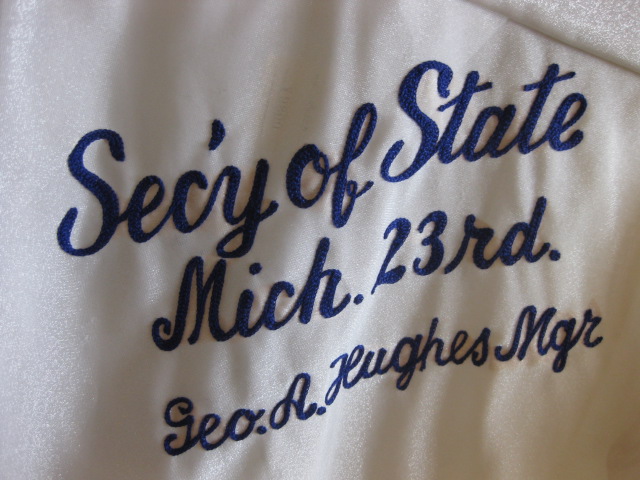 Sec'y of State
Mich. 23rd.
Geo. A. Hughes Mgr